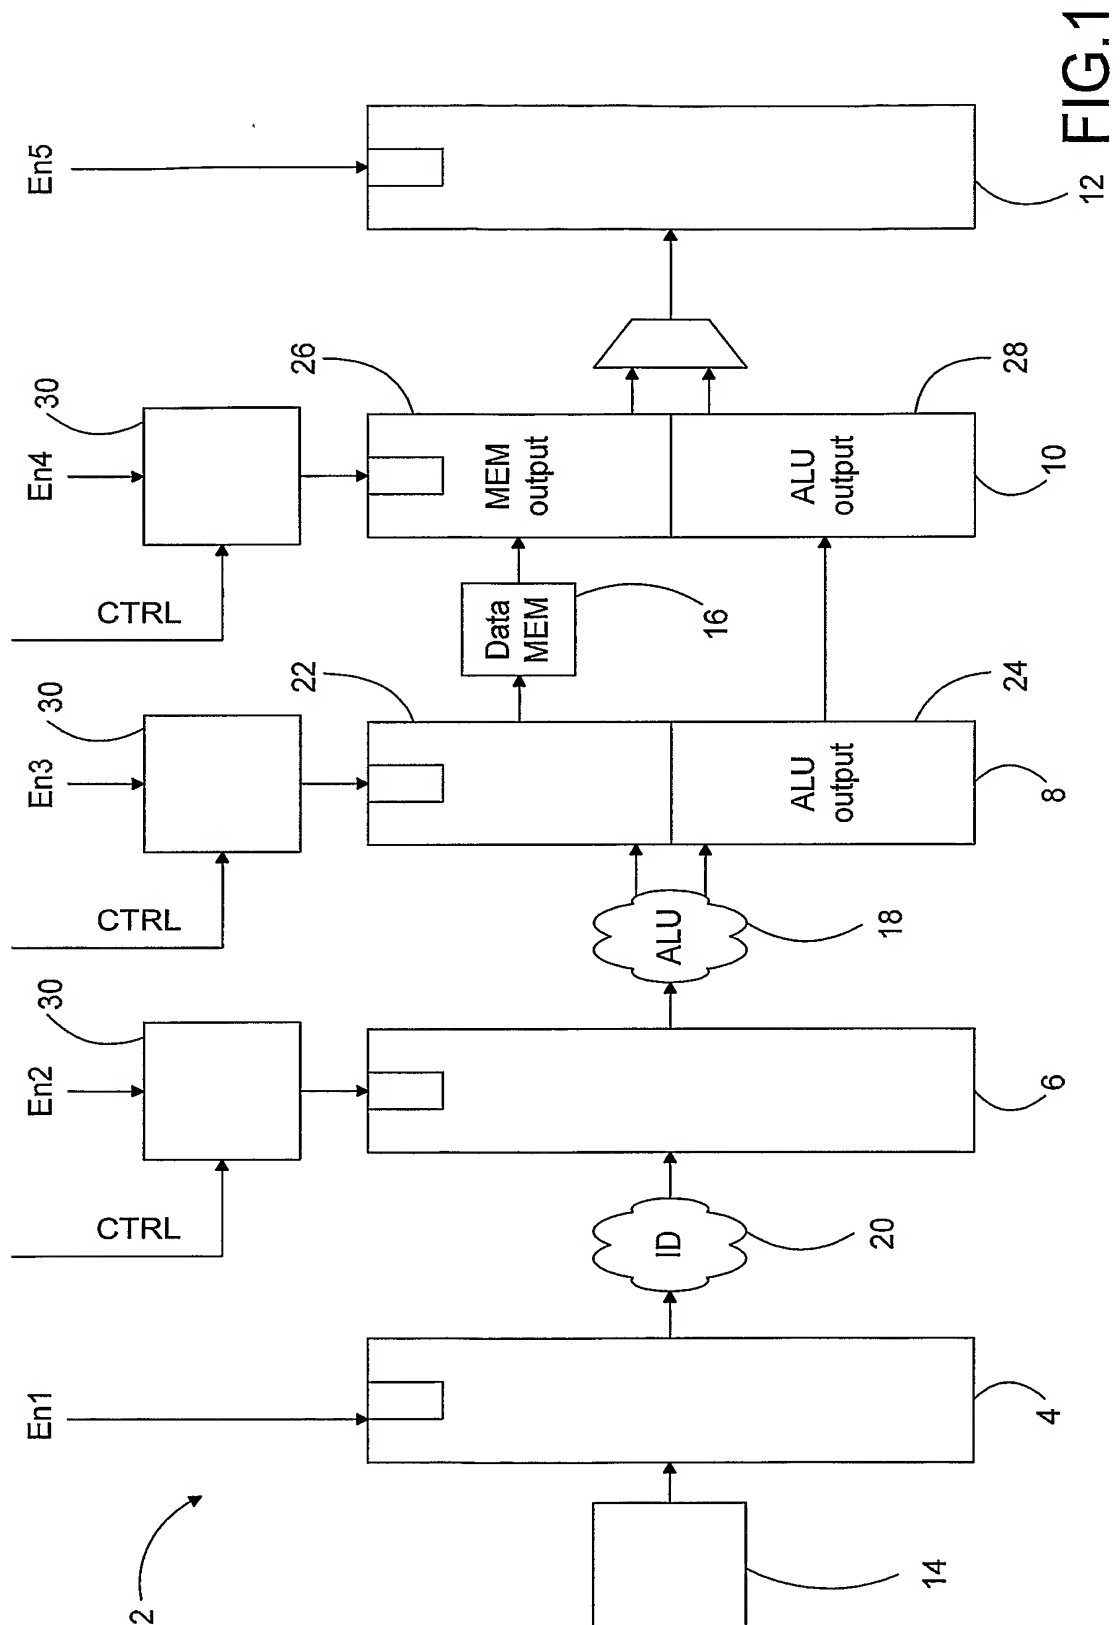 2
En1
En2
30
CTRL
En3
30
CTRL
En4
30
CTRL
En5
14
4
ID
20
6
ALU
18
22
ALU
output
24
8
Data
MEM
16
26
MEM
output
ALU
output
28
10
12
FIG.1